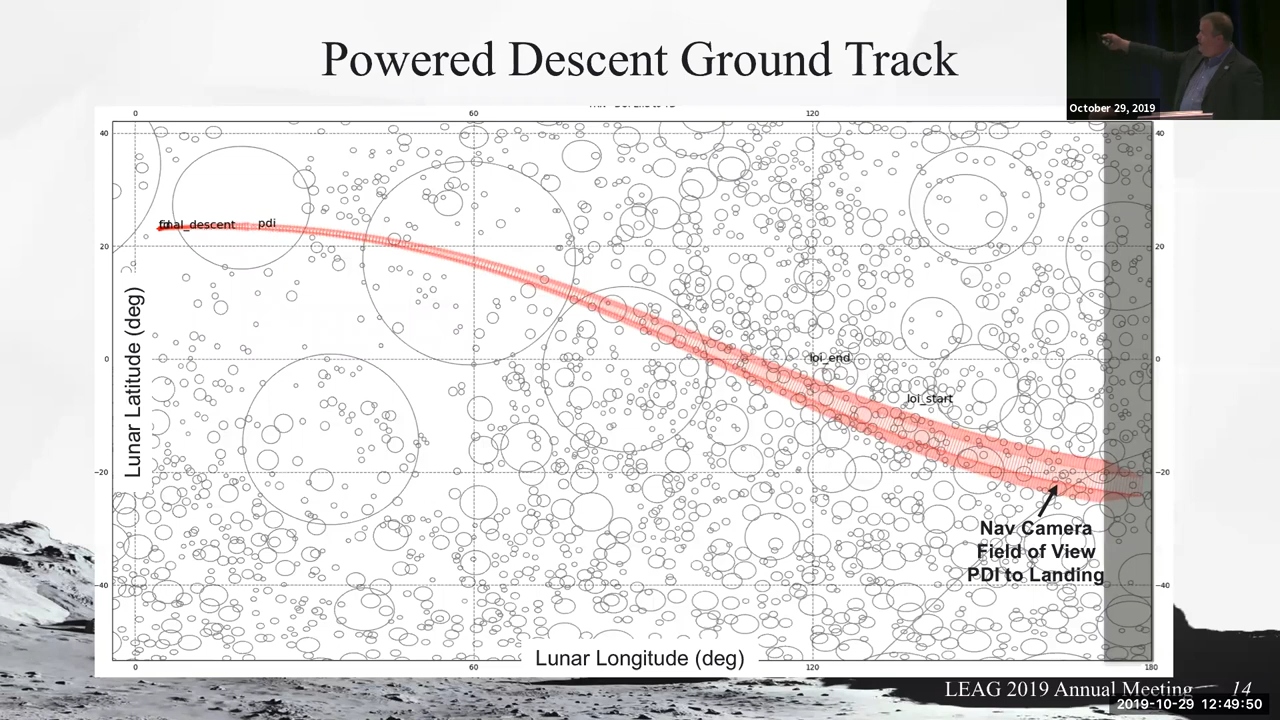 Powered Descent Ground Track
October 29, 2019
0 60 120
40 40
final_descent pdi
20 20
Lunar Latitude (deg)
0 loi_end 0
loi_start
-20 -20
Nav Camera
Field of View
PDI to Landing
-40 -40
Lunar Longitude (deg)
0 60 120 180
LEAG 2019 Annual Meeting 14
2019-10-29 12:49:50